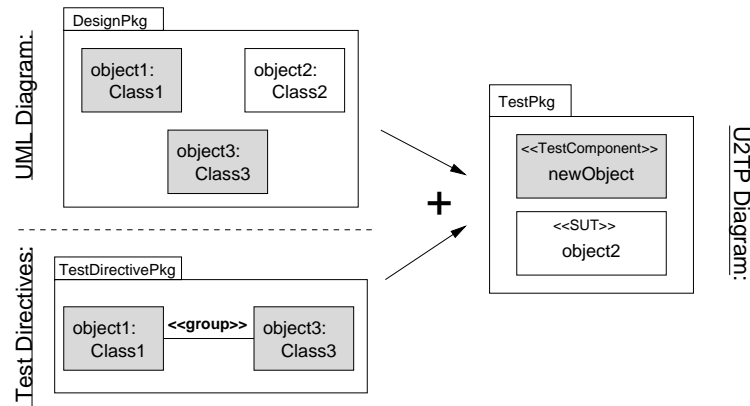 UML Diagram:
DesignPkg
object1:
Class1
object2:
Class2
object3:
Class3
Test Directives:
TestDirectivePkg
object1:
Class1
<<group>>
object3:
Class3
+
TestPkg
<<TestComponent>>
newObject
<<SUT>>
object2
U2TP Diagram: